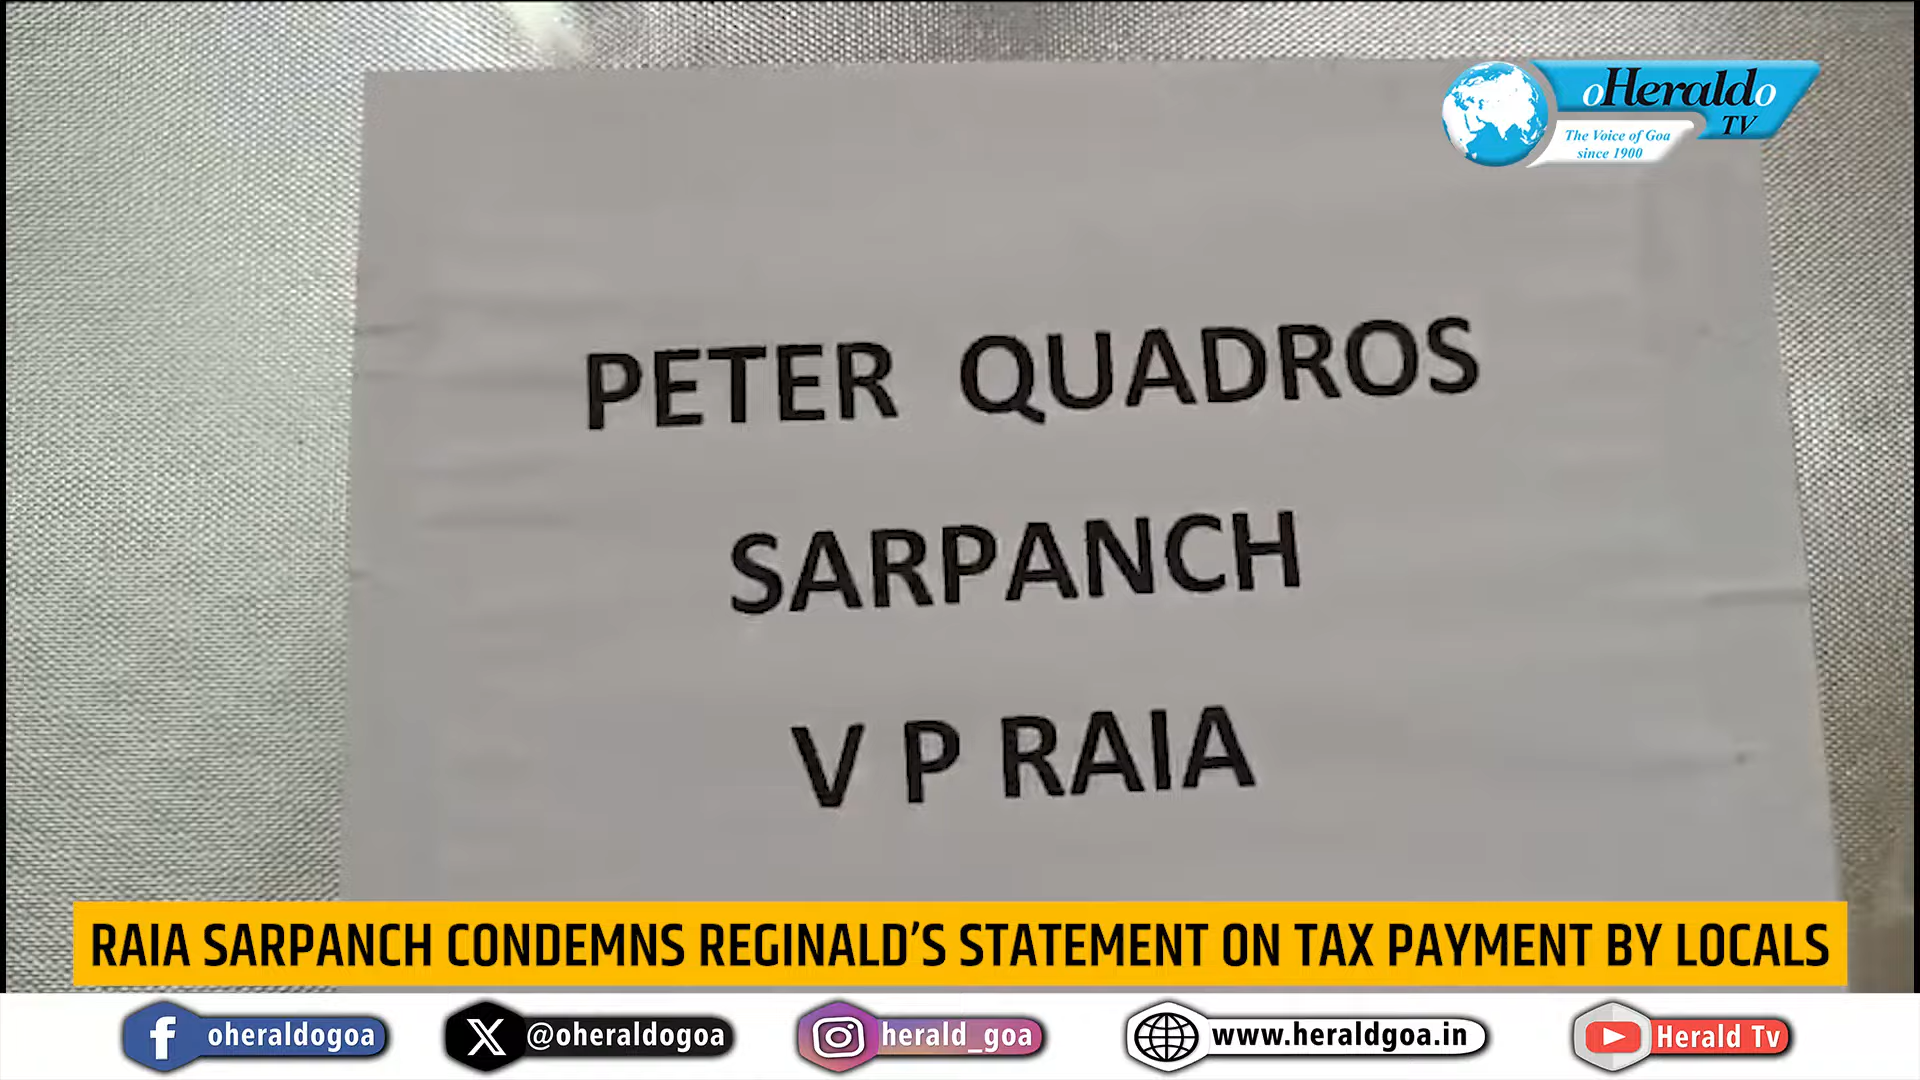 oHeraldo
TV
The Voice of Goa
since 1900
PETER QUADROS
SARPANCH
V P RAIA
RAIA SARPANCH CONDEMNS REGINALD'S STATEMENT ON TAX PAYMENT BY LOCALS
oheraldogoa
@oheraldogoa
herald_goa
www.heraldgoa.in
Herald Tv